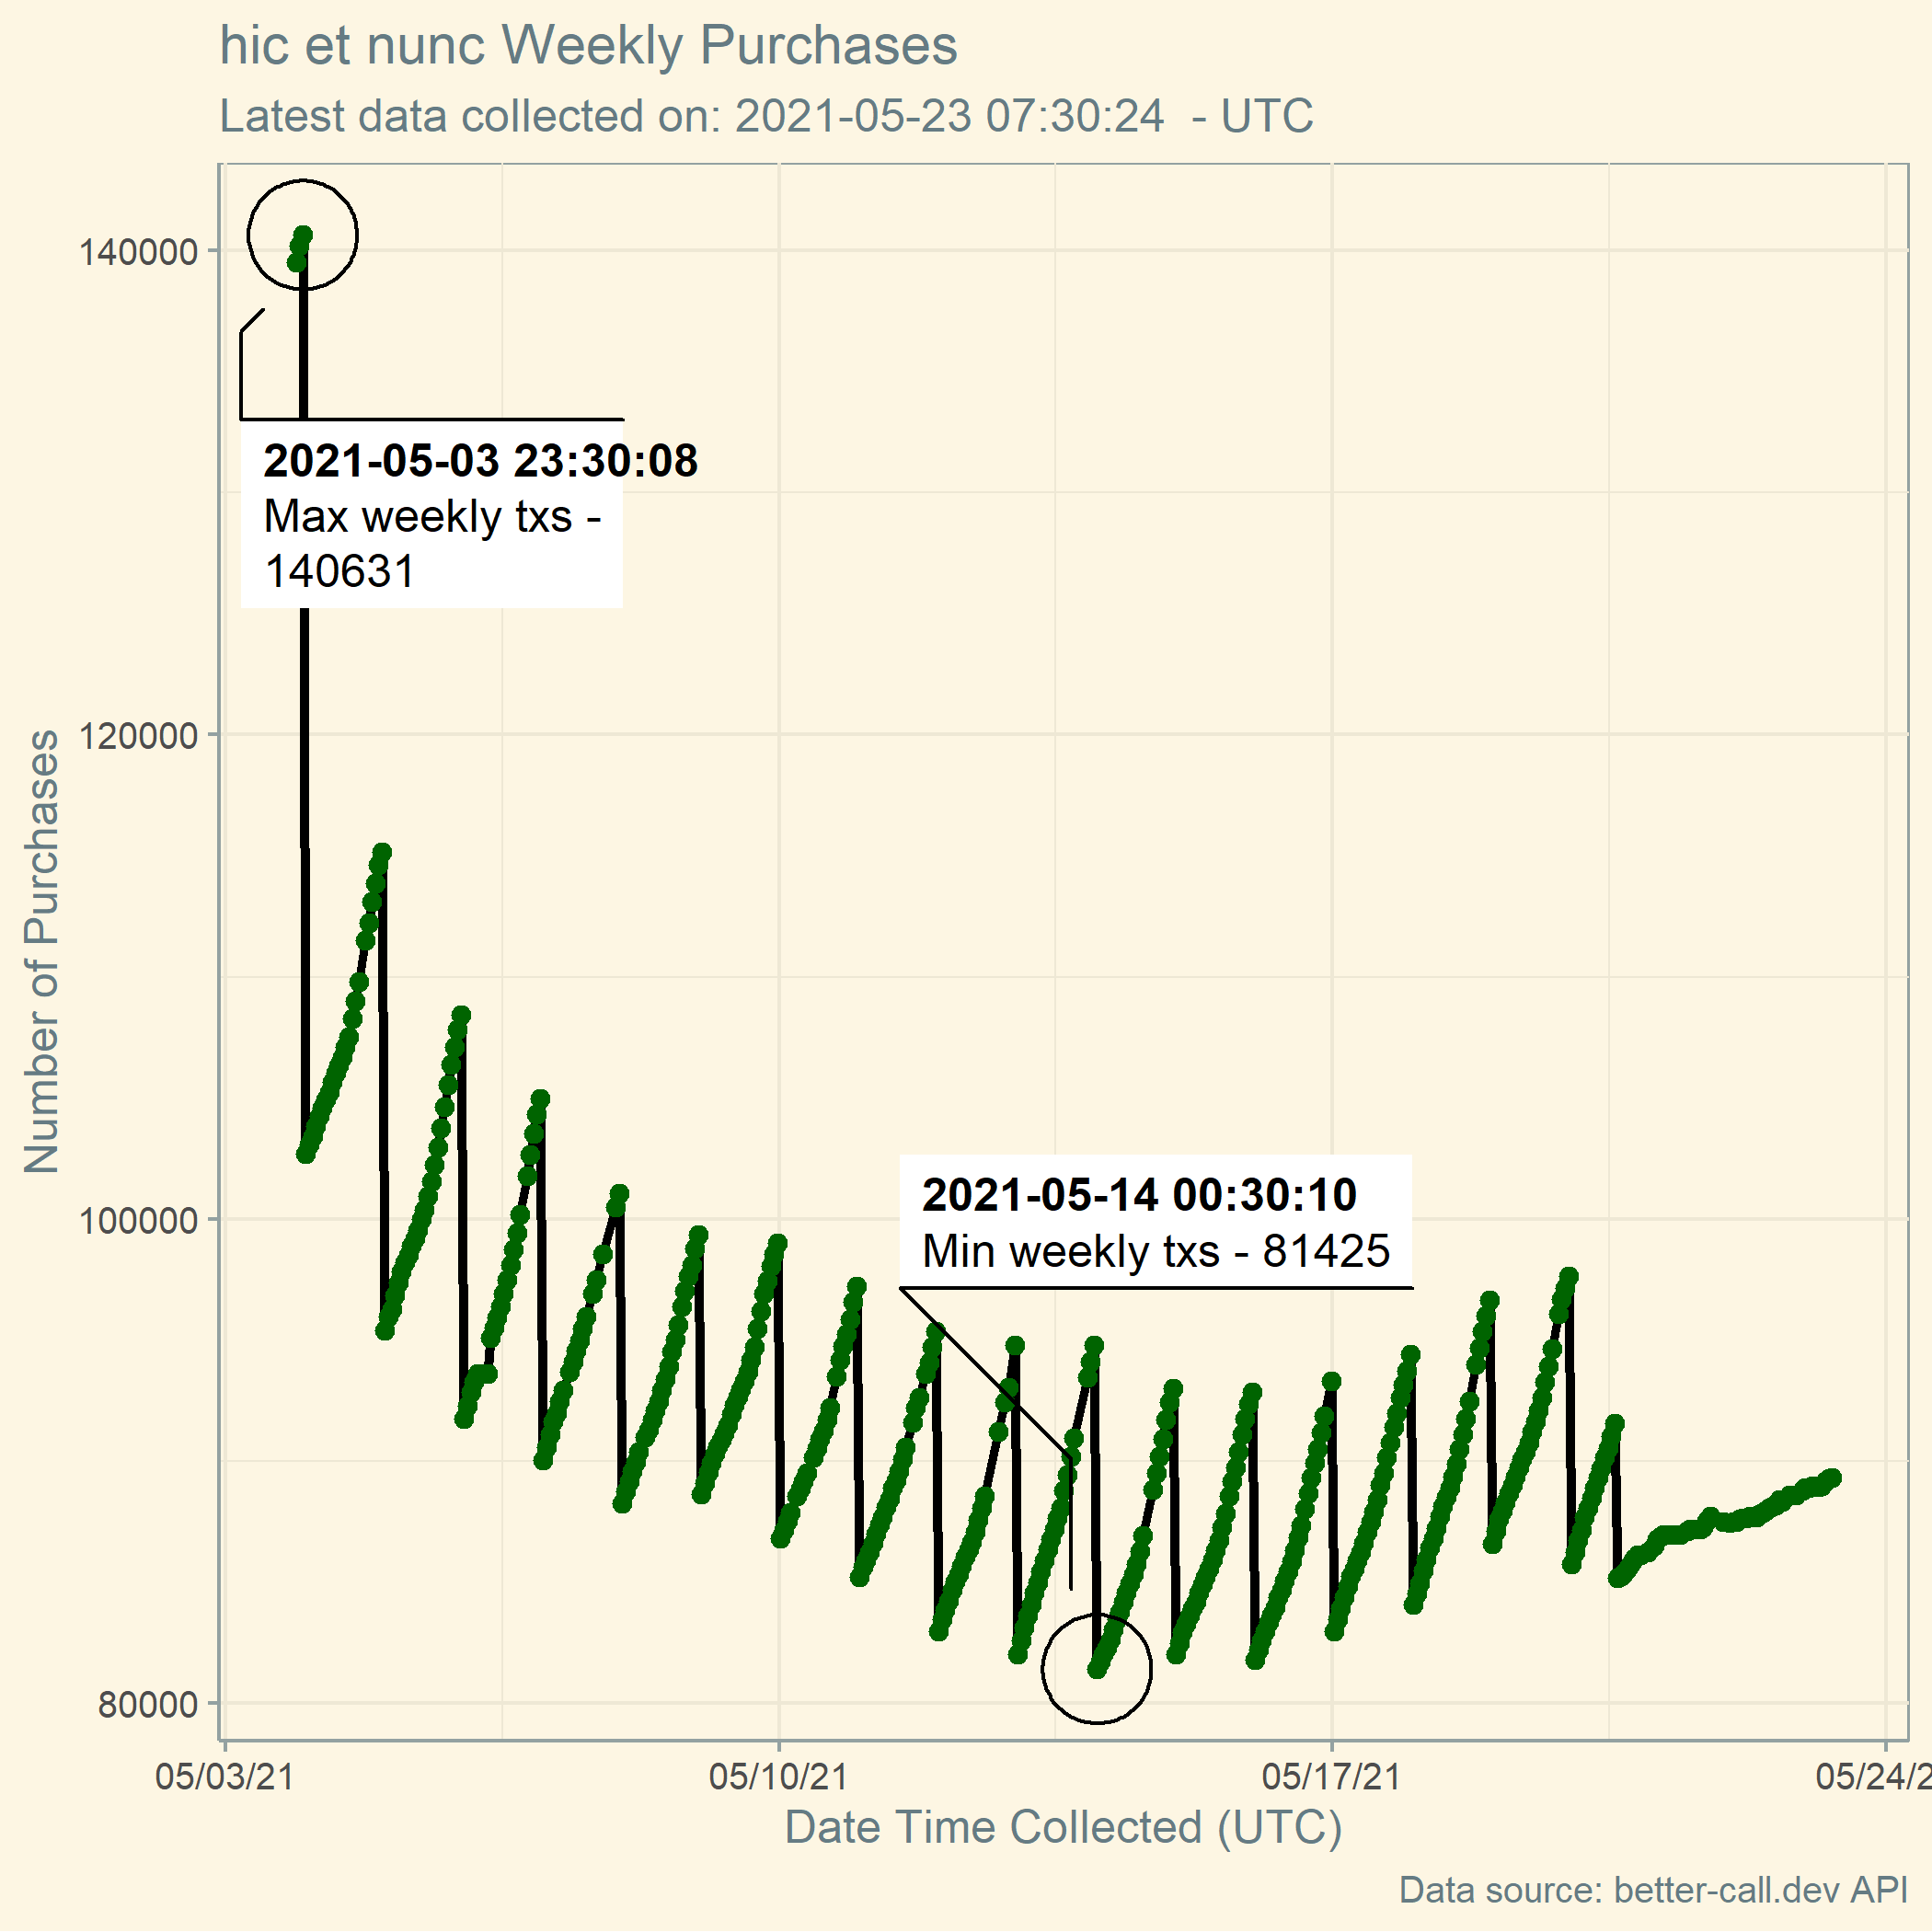 hic et nunc Weekly Purchases
Latest data collected on: 2021-05-23 07:30:24 - UTC
140000
120000
100000
80000
Number of Purchases
2021-05-03 23:30:08
Max weekly txs -
140631
2021-05-14 00:30:10
Min weekly txs - 81425
05/03/21
05/10/21
05/17/21
05/24/2
Date Time Collected (UTC)
Data source: better-call.dev API